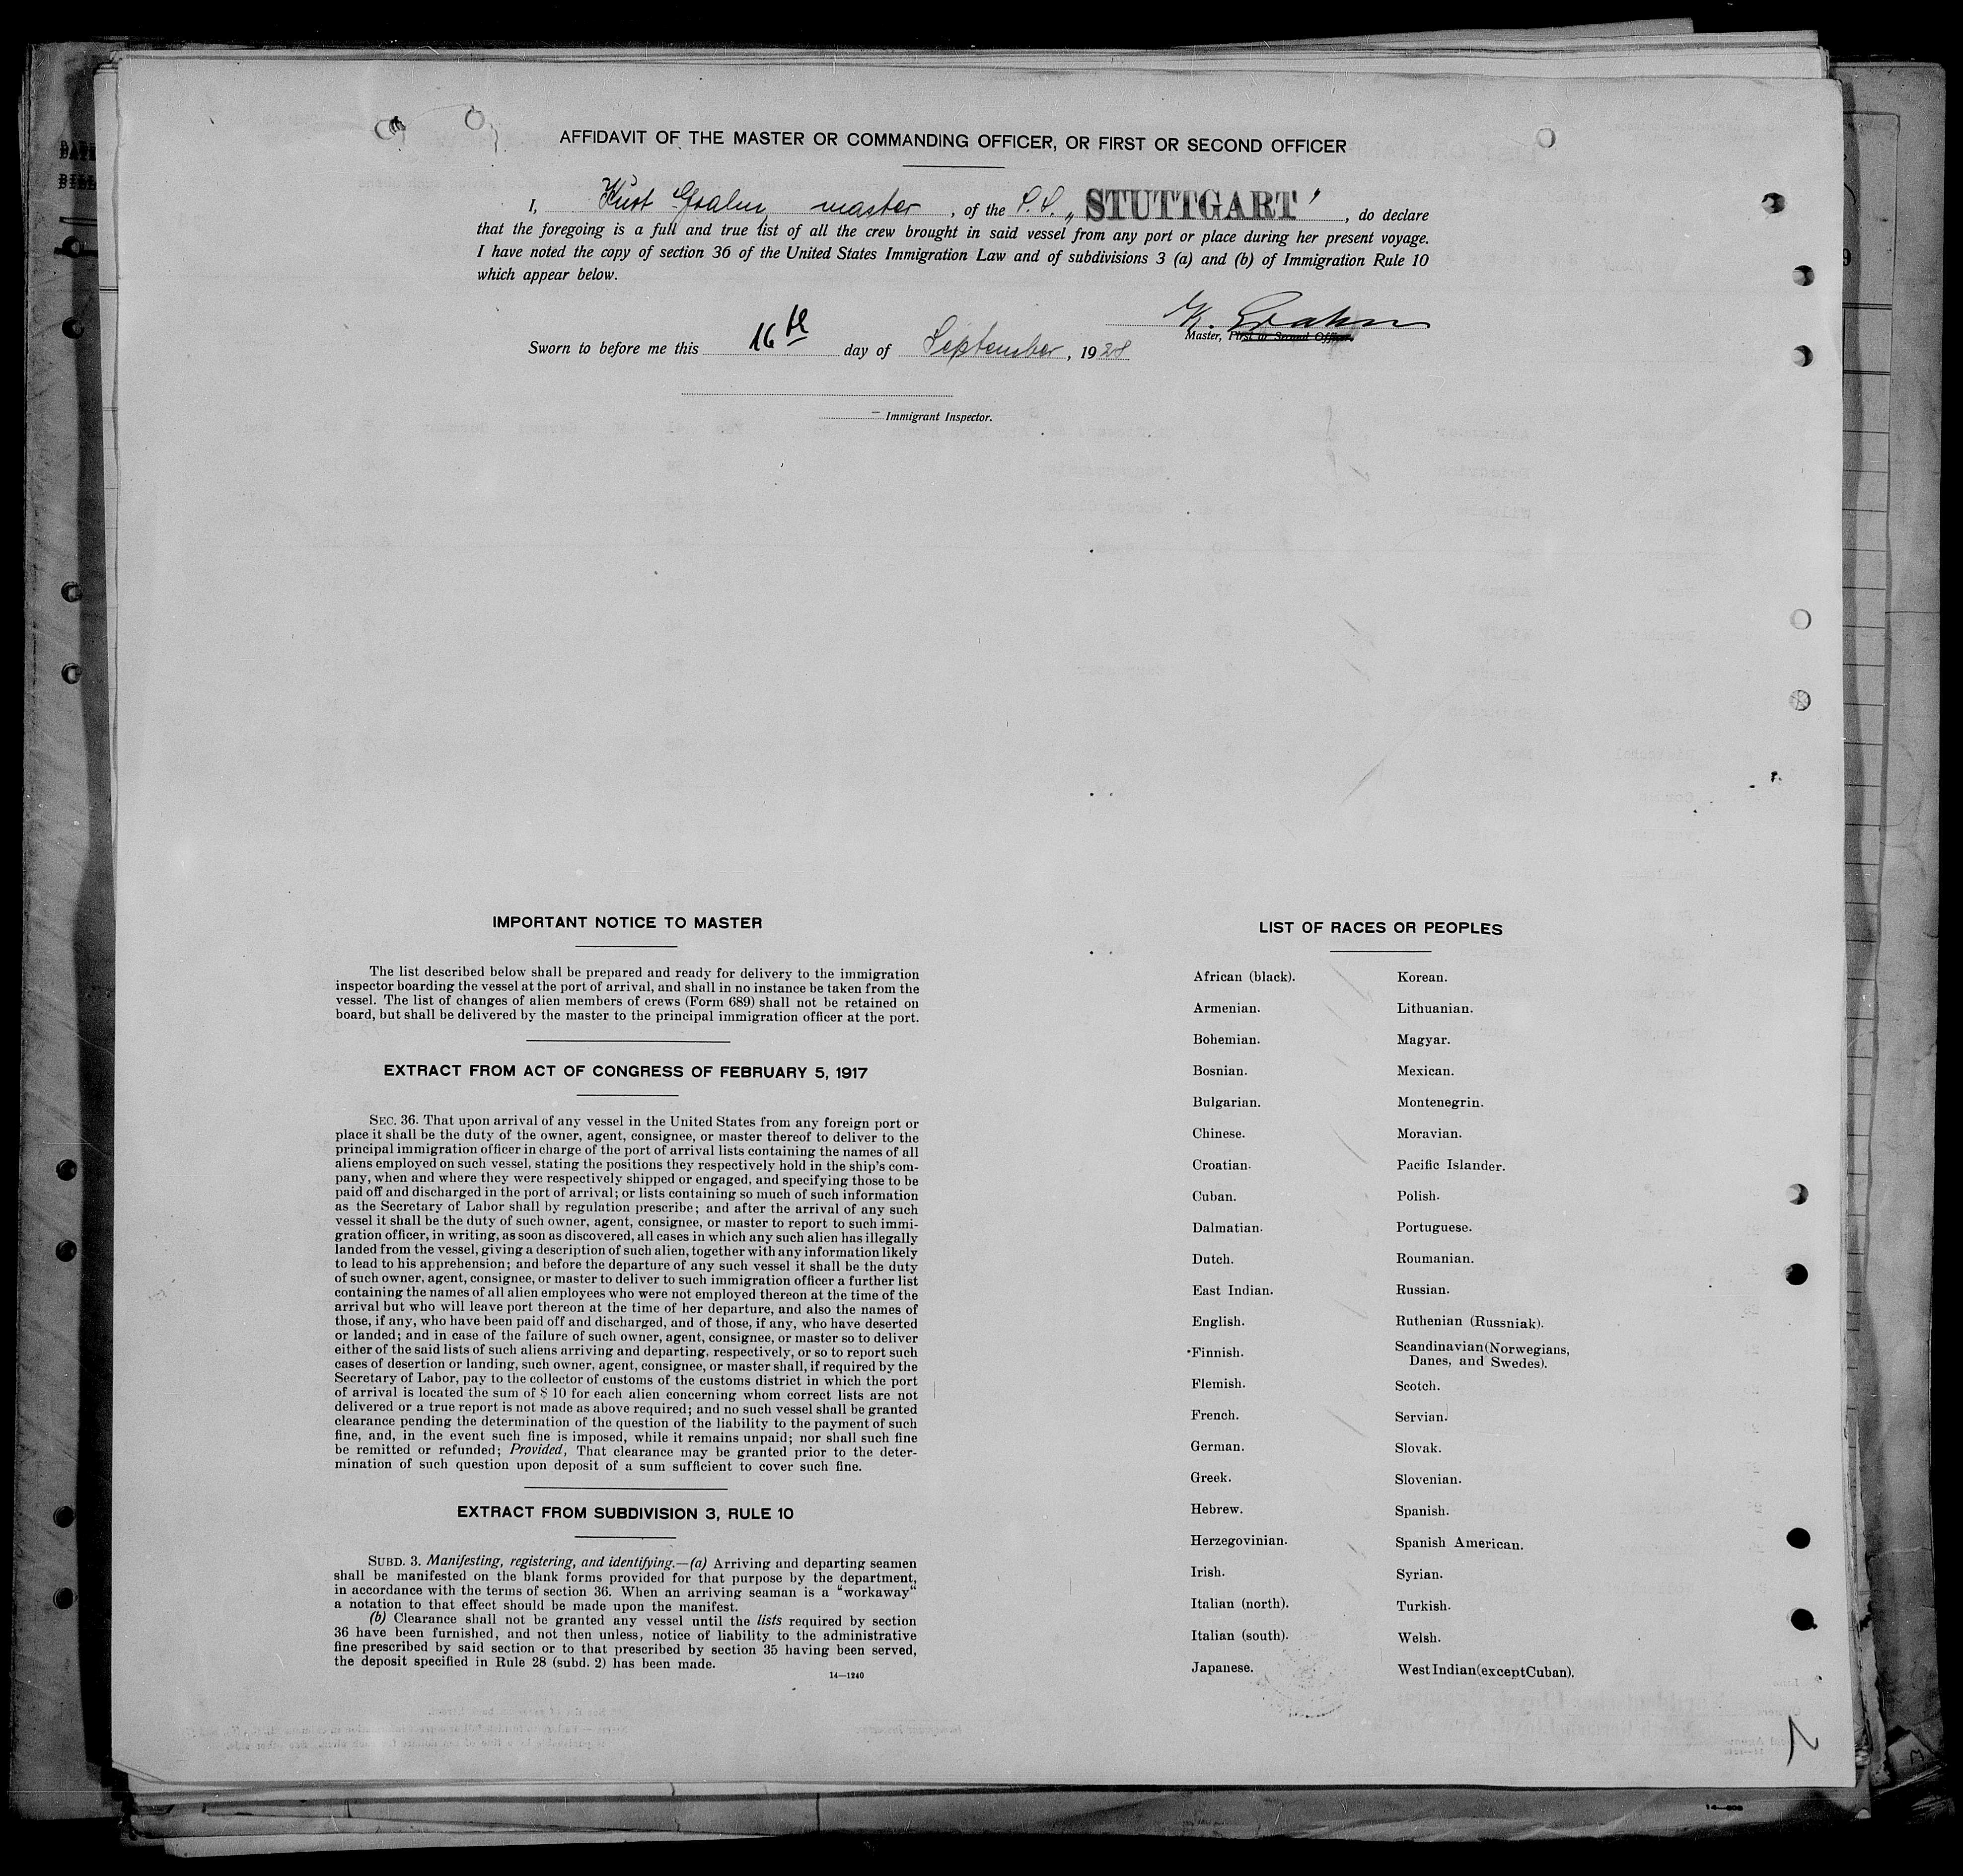 AFFIDAVIT OF THE MASTER OR COMMANDING OFFICER, OR FIRST OR SECOND OFFICER
I, Kurt Grahn, master, of the S.S. „STUTTGART", do declare
that the foregoing is a full and true list of all the crew brought in said vessel from any port or place during her present voyage.
I have noted the copy of section 36 of the United States Immigration Law and of subdivisions 3 (a) and (b) of Immigration Rule 10
which appear below.
K. Grahn
Master, First or Second Officer.
Sworn to before me this 16th day of September, 1928
Immigrant Inspector.
IMPORTANT NOTICE TO MASTER
The list described below shall be prepared and ready for delivery to the immigration
inspector boarding the vessel at the port of arrival, and shall in no instance be taken from the
vessel. The list of changes of alien members of crews (Form 689) shall not be retained on
board, but shall be delivered by the master to the principal immigration officer at the port.
EXTRACT FROM ACT OF CONGRESS OF FEBRUARY 5, 1917
SEC. 36. That upon arrival of any vessel in the United States from any foreign port or
place it shall be the duty of the owner, agent, consignee, or master thereof to deliver to the
principal immigration officer in charge of the port of arrival lists containing the names of all
aliens employed on such vessel, stating the positions they respectively hold in the ship's com-
pany, when and where they were respectively shipped or engaged, and specifying those to be
paid off and discharged in the port of arrival; or lists containing so much of such information
as the Secretary of Labor shall by regulation prescribe; and after the arrival of any such
vessel it shall be the duty of such owner, agent, consignee, or master to report to such immi-
gration officer, in writing, as soon as discovered, all cases in which any such alien has illegally
landed from the vessel, giving a description of such alien, together with any information likely
to lead to his apprehension; and before the departure of any such vessel it shall be the duty
of such owner, agent, consignee, or master to deliver to such immigration officer a further list
containing the names of all alien employees who were not employed thereon at the time of the
arrival but who will leave port thereon at the time of her departure, and also the names of
those, if any, who have been paid off and discharged, and of those, if any, who have deserted
or landed; and in case of the failure of such owner, agent, consignee, or master so to deliver
either of the said lists of such aliens arriving and departing, respectively, or so to report such
cases of desertion or landing, such owner, agent, consignee, or master shall, if required by the
Secretary of Labor, pay to the collector of customs of the customs district in which the port
of arrival is located the sum of $ 10 for each alien concerning whom correct lists are not
delivered or a true report is not made as above required; and no such vessel shall be granted
clearance pending the determination of the question of the liability to the payment of such
fine, and, in the event such fine is imposed, while it remains unpaid; nor shall such fine
be remitted or refunded; Provided, That clearance may be granted prior to the deter-
mination of such question upon deposit of a sum sufficient to cover such fine.
EXTRACT FROM SUBDIVISION 3, RULE 10
SUBD. 3. Manifesting, registering, and identifying.—(a) Arriving and departing seamen
shall be manifested on the blank forms provided for that purpose by the department,
in accordance with the terms of section 36. When an arriving seaman is a "workaway"
a notation to that effect should be made upon the manifest.
(b) Clearance shall not be granted any vessel until the lists required by section
36 have been furnished, and not then unless, notice of liability to the administrative
fine prescribed by said section or to that prescribed by section 35 having been served,
the deposit specified in Rule 28 (subd. 2) has been made.
14—1240
LIST OF RACES OR PEOPLES
African (black).
Armenian.
Bohemian.
Bosnian.
Bulgarian.
Chinese.
Croatian.
Cuban.
Dalmatian.
Dutch.
East Indian.
English.
Finnish.
Flemish.
French.
German.
Greek.
Hebrew.
Herzegovinian.
Irish.
Italian (north).
Italian (south).
Japanese.
Korean.
Lithuanian.
Magyar.
Mexican.
Montenegrin.
Moravian.
Pacific Islander.
Polish.
Portuguese.
Roumanian.
Russian.
Ruthenian (Russniak).
Scandinavian (Norwegians,
Danes, and Swedes).
Scotch.
Servian.
Slovak.
Slovenian.
Spanish.
Spanish American.
Syrian.
Turkish.
Welsh.
West Indian (except Cuban).